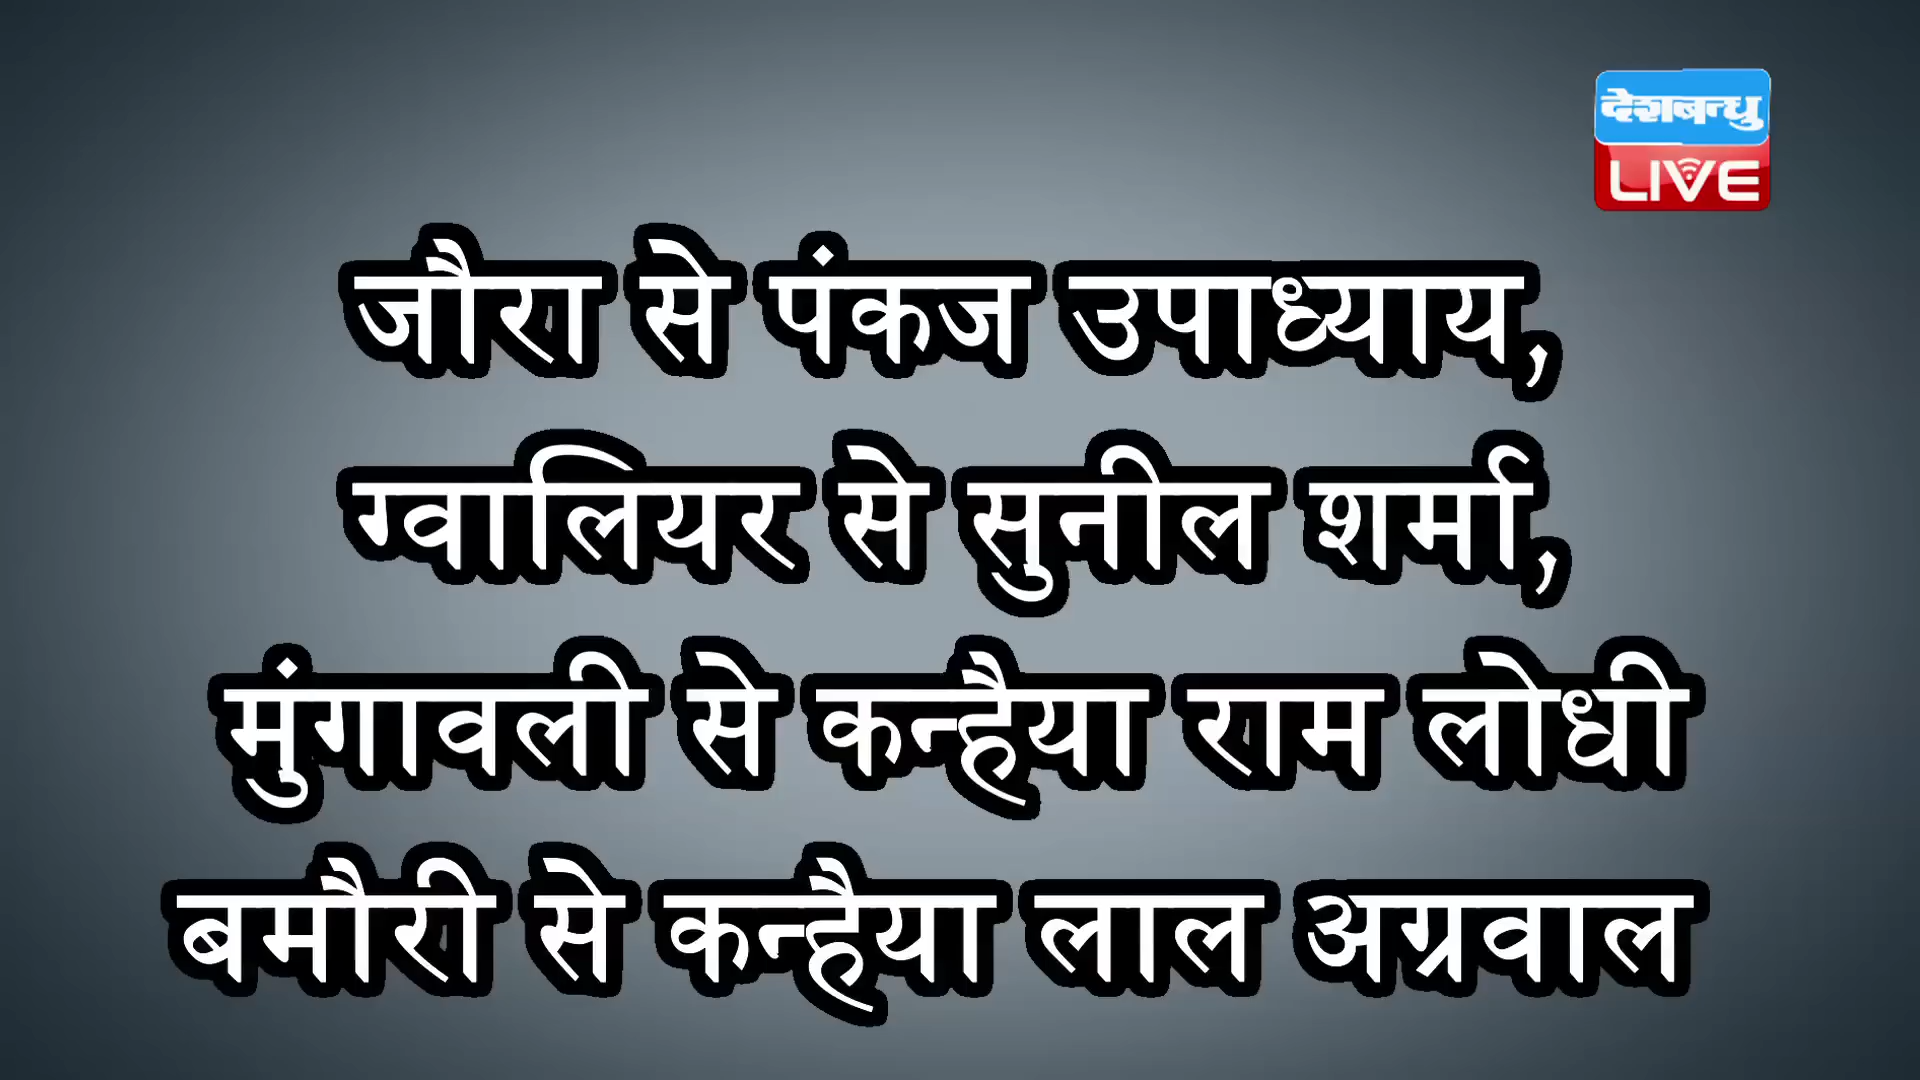 देशबन्धु
LIVE
जौरा से पंकज उपाध्याय,
ग्वालियर से सुनील शर्मा,
मुंगावली से कन्हैया राम लोधी
बमौरी से कन्हैया लाल अग्रवाल